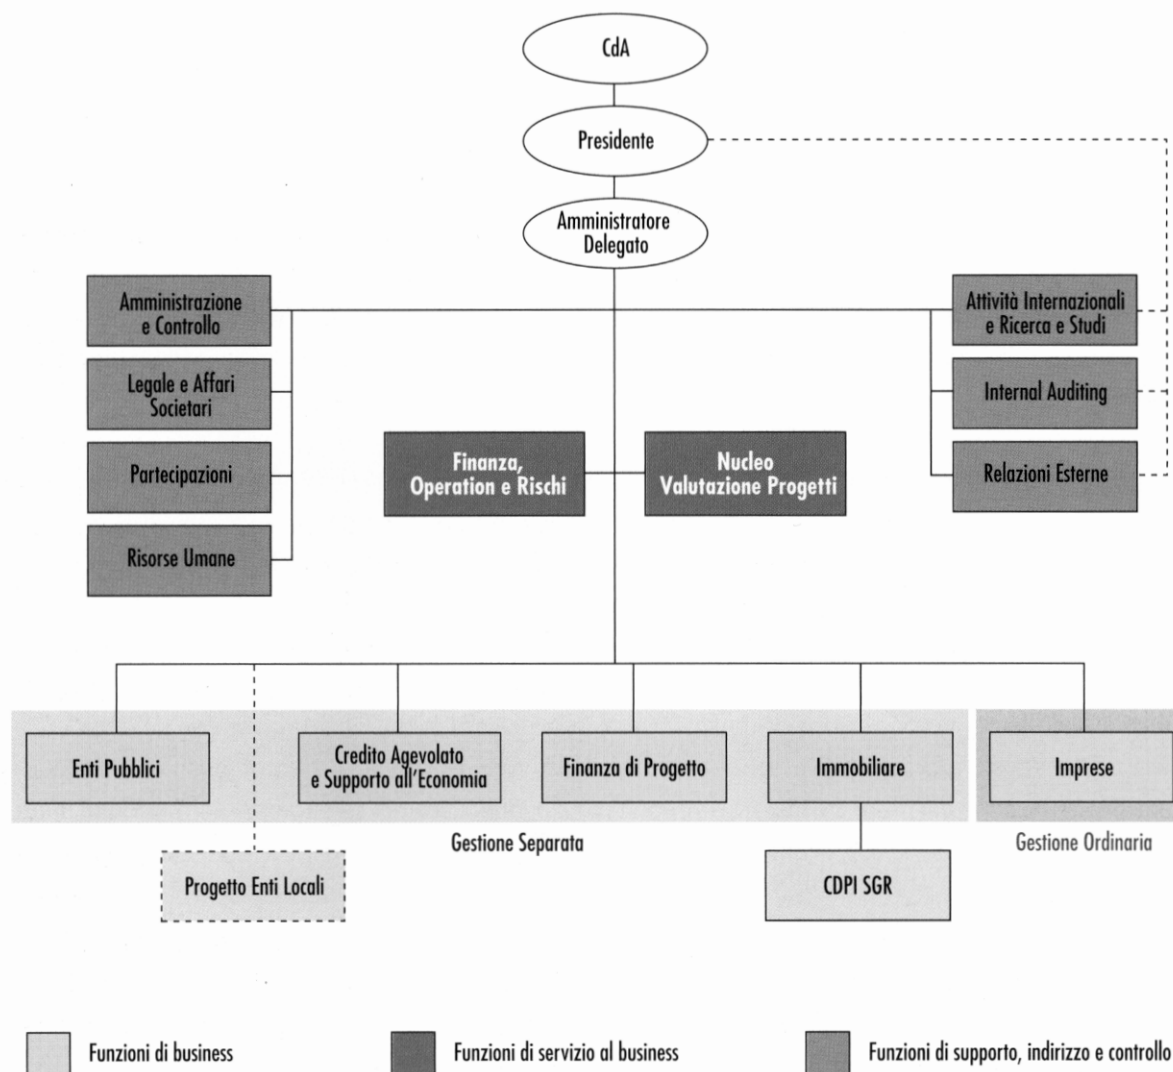 CdA
Presidente
Amministratore
Delegato
Amministrazione
e Controllo
Legale e Affari
Societari
Partecipazioni
Risorse Umane
Finanza,
Operation e Rischi
Nucleo
Valutazione Progetti
Attività Internazionali
e Ricerca e Studi
Internal Auditing
Relazioni Esterne
Enti Pubblici
Credito Agevolato
e Supporto all'Economia
Finanza di Progetto
Immobiliare
Imprese
Gestione Separata
Gestione Ordinaria
Progetto Enti Locali
CDPI SGR
Funzioni di business
Funzioni di servizio al business
Funzioni di supporto, indirizzo e controllo